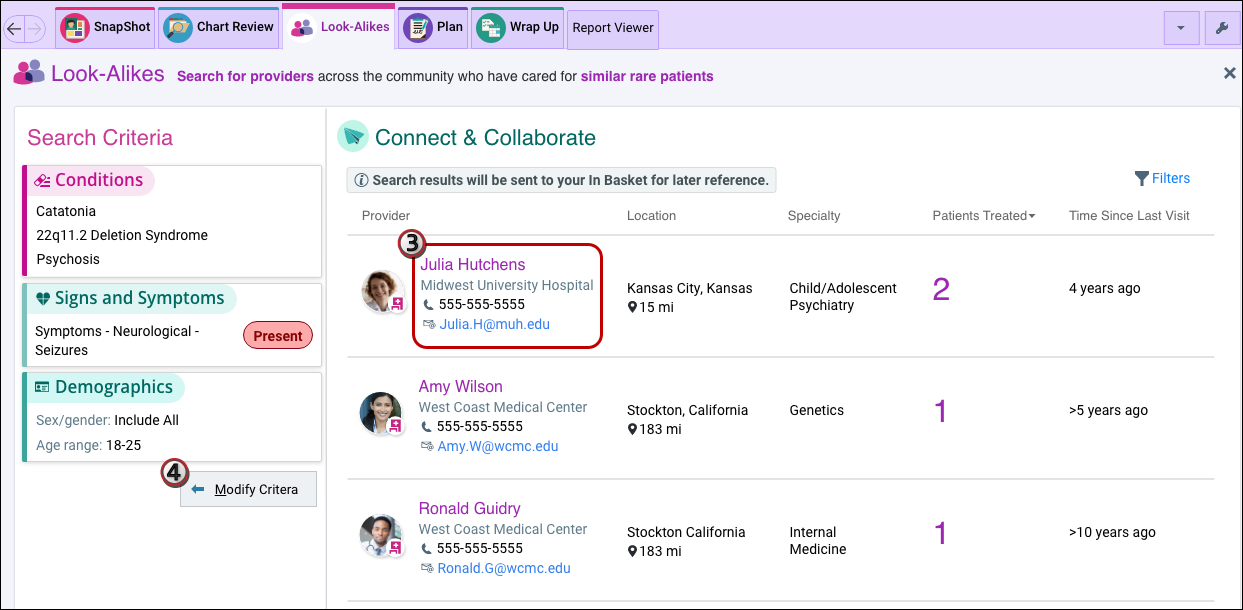 SnapShot
Chart Review
Look-Alikes
Plan
Wrap Up
Report Viewer
Look-Alikes Search for providers across the community who have cared for similar rare patients
Search Criteria
Conditions
Catatonia
22q11.2 Deletion Syndrome
Psychosis
Signs and Symptoms
Symptoms - Neurological -
Seizures
Present
Demographics
Sex/gender: Include All
Age range: 18-25
4
Modify Critera
Connect & Collaborate
Search results will be sent to your In Basket for later reference.
Filters
Provider Location Specialty Patients Treated Time Since Last Visit
3
Julia Hutchens
Midwest University Hospital
555-555-5555
Julia.H@muh.edu
Kansas City, Kansas
15 mi
Child/Adolescent
Psychiatry
2
4 years ago
Amy Wilson
West Coast Medical Center
555-555-5555
Amy.W@wcmc.edu
Stockton, California
183 mi
Genetics
1
>5 years ago
Ronald Guidry
West Coast Medical Center
555-555-5555
Ronald.G@wcmc.edu
Stockton California
183 mi
Internal
Medicine
1
>10 years ago